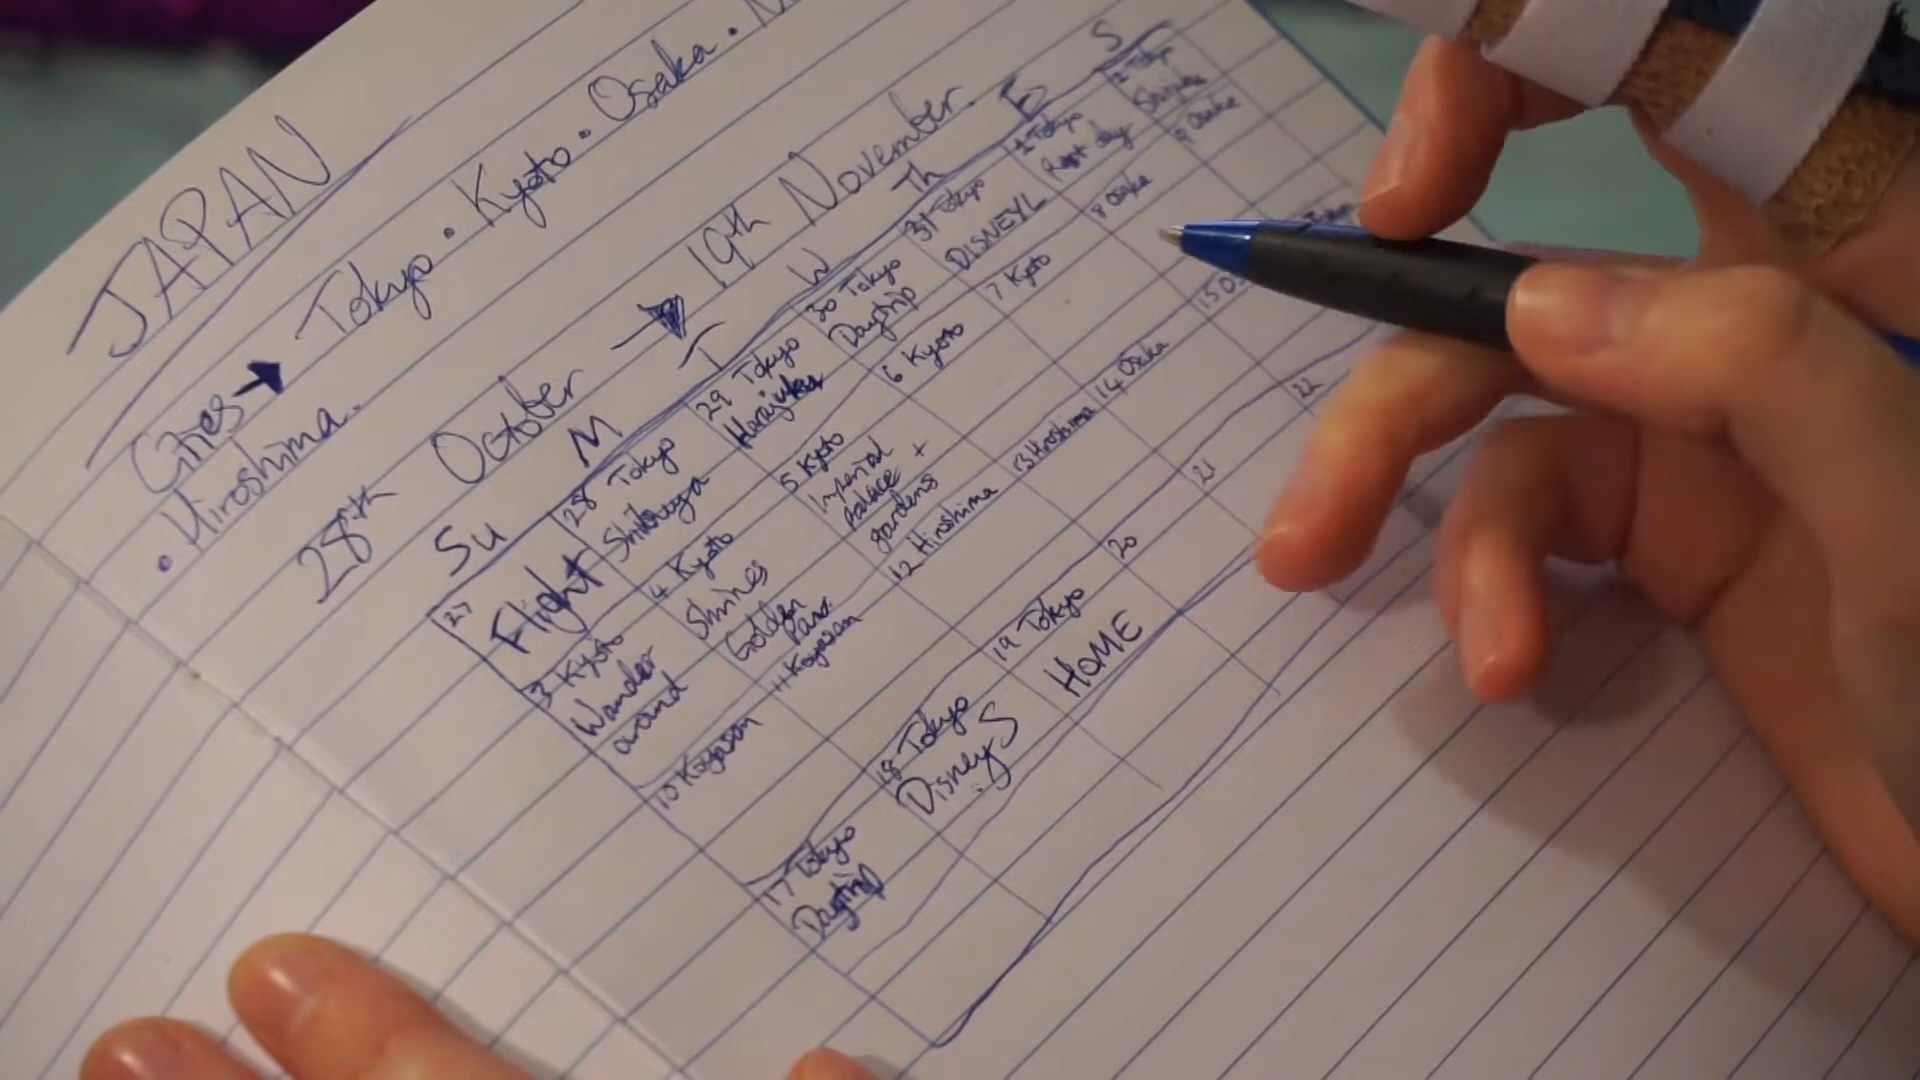 JAPAN
Cities → Tokyo • Kyoto • Osaka •
• Hiroshima.
28th October → 19th November.
Su M T W Th F S
27
Flight
28 Tokyo
Shibuya
29 Tokyo
Harajuku
30 Tokyo
Daytrip
31 Tokyo
DISNEYL
1 Tokyo
Rest day
2 Tokyo
3 Kyoto
Wander
around
4 Kyoto
Shrines
Golden
Pav.
5 Kyoto
Imperial
Palace +
gardens
6 Kyoto
7 Kyoto
8 Osaka
9 Osaka
10 Koyasan
11 Koyasan
12 Hiroshima
13 Hiroshima
14 Osaka
15
17 Tokyo
Daytrip
18 Tokyo
DisneyS
19 Tokyo
HOME
20
21
22